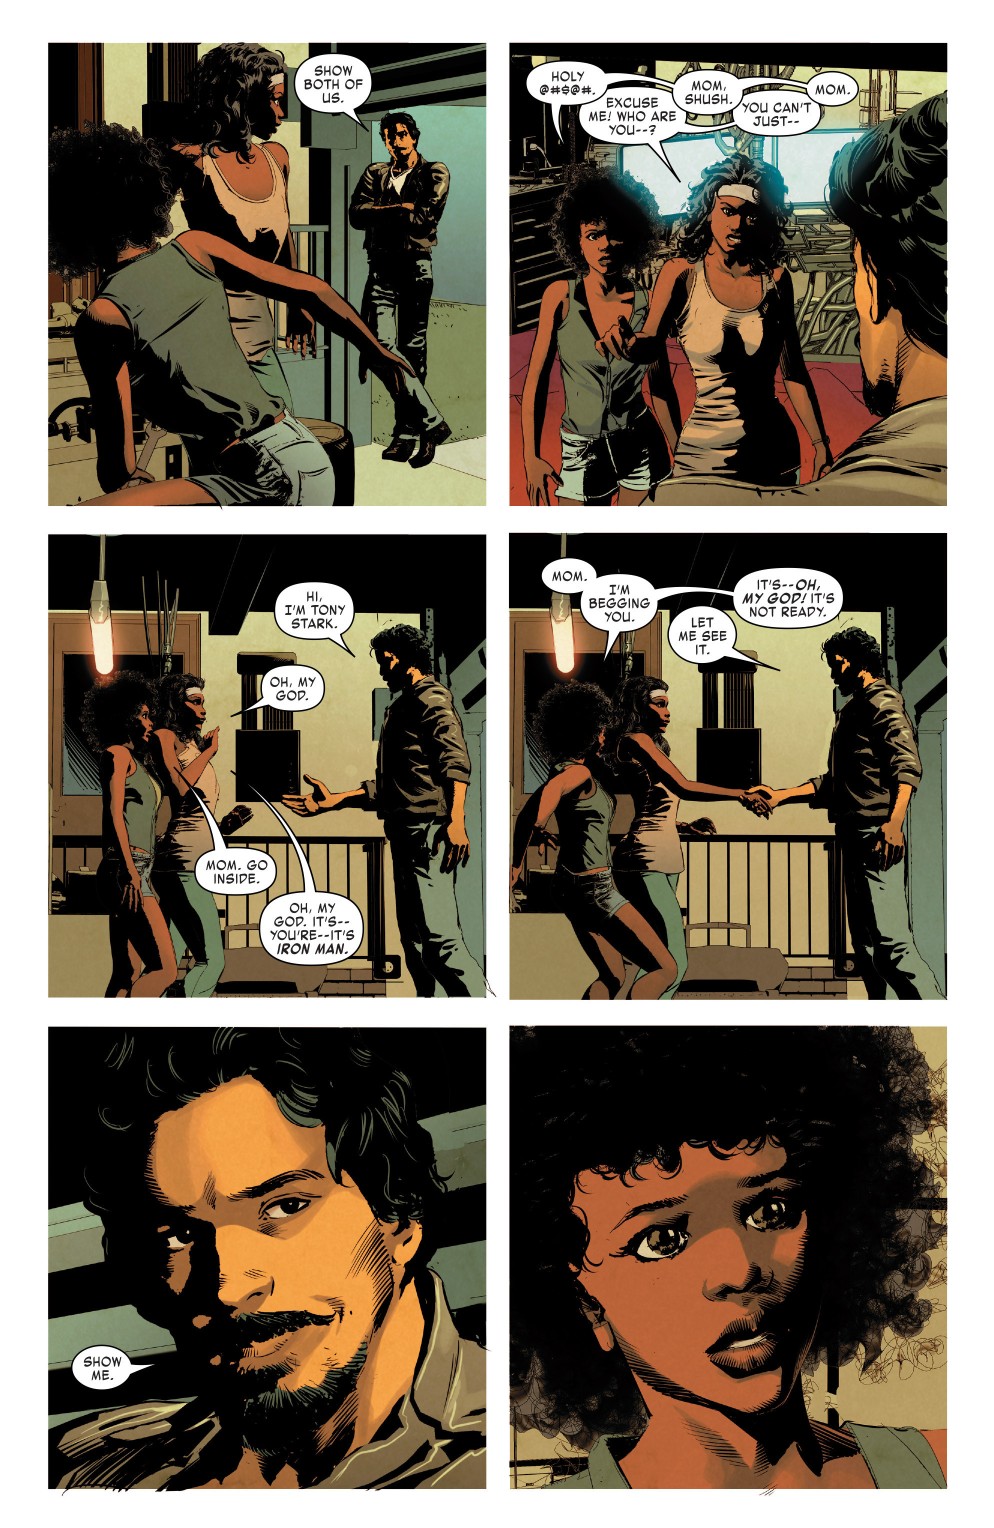 SHOW
BOTH OF
US.
HOLY
@#$@#.
EXCUSE
ME! WHO ARE
YOU--?
MOM,
SHUSH.
YOU CAN'T
JUST--
MOM.
HI,
I'M TONY
STARK.
OH, MY
GOD.
MOM. GO
INSIDE.
OH, MY
GOD. IT'S--
YOU'RE--IT'S
IRON MAN.
MOM.
I'M
BEGGING
YOU.
LET
ME SEE
IT.
IT'S--OH,
MY GOD! IT'S
NOT READY.
SHOW
ME.